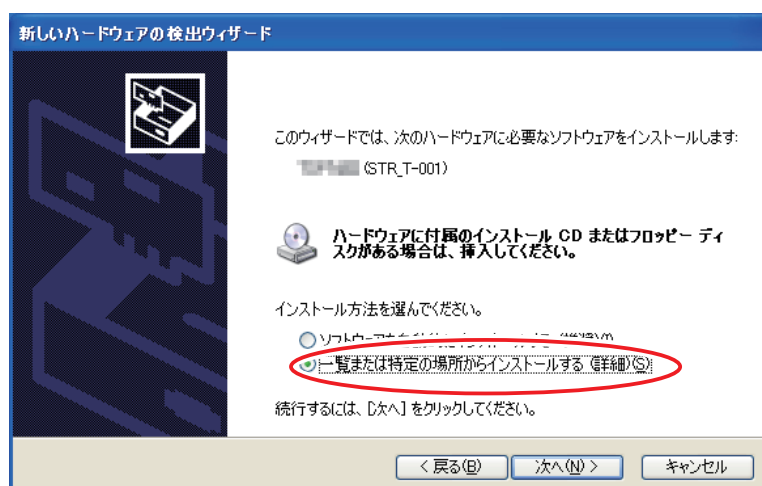 新しいハードウェアの検出ウィザード
このウィザードでは、次のハードウェアに必要なソフトウェアをインストールします:
(STR_T-001)
ハードウェアに付属のインストール CD またはフロッピー ディ
スクがある場合は、挿入してください。
インストール方法を選んでください。
一覧または特定の場所からインストールする (詳細)(S)
続行するには、[次へ] をクリックしてください。
< 戻る(B) 次へ(N) > キャンセル